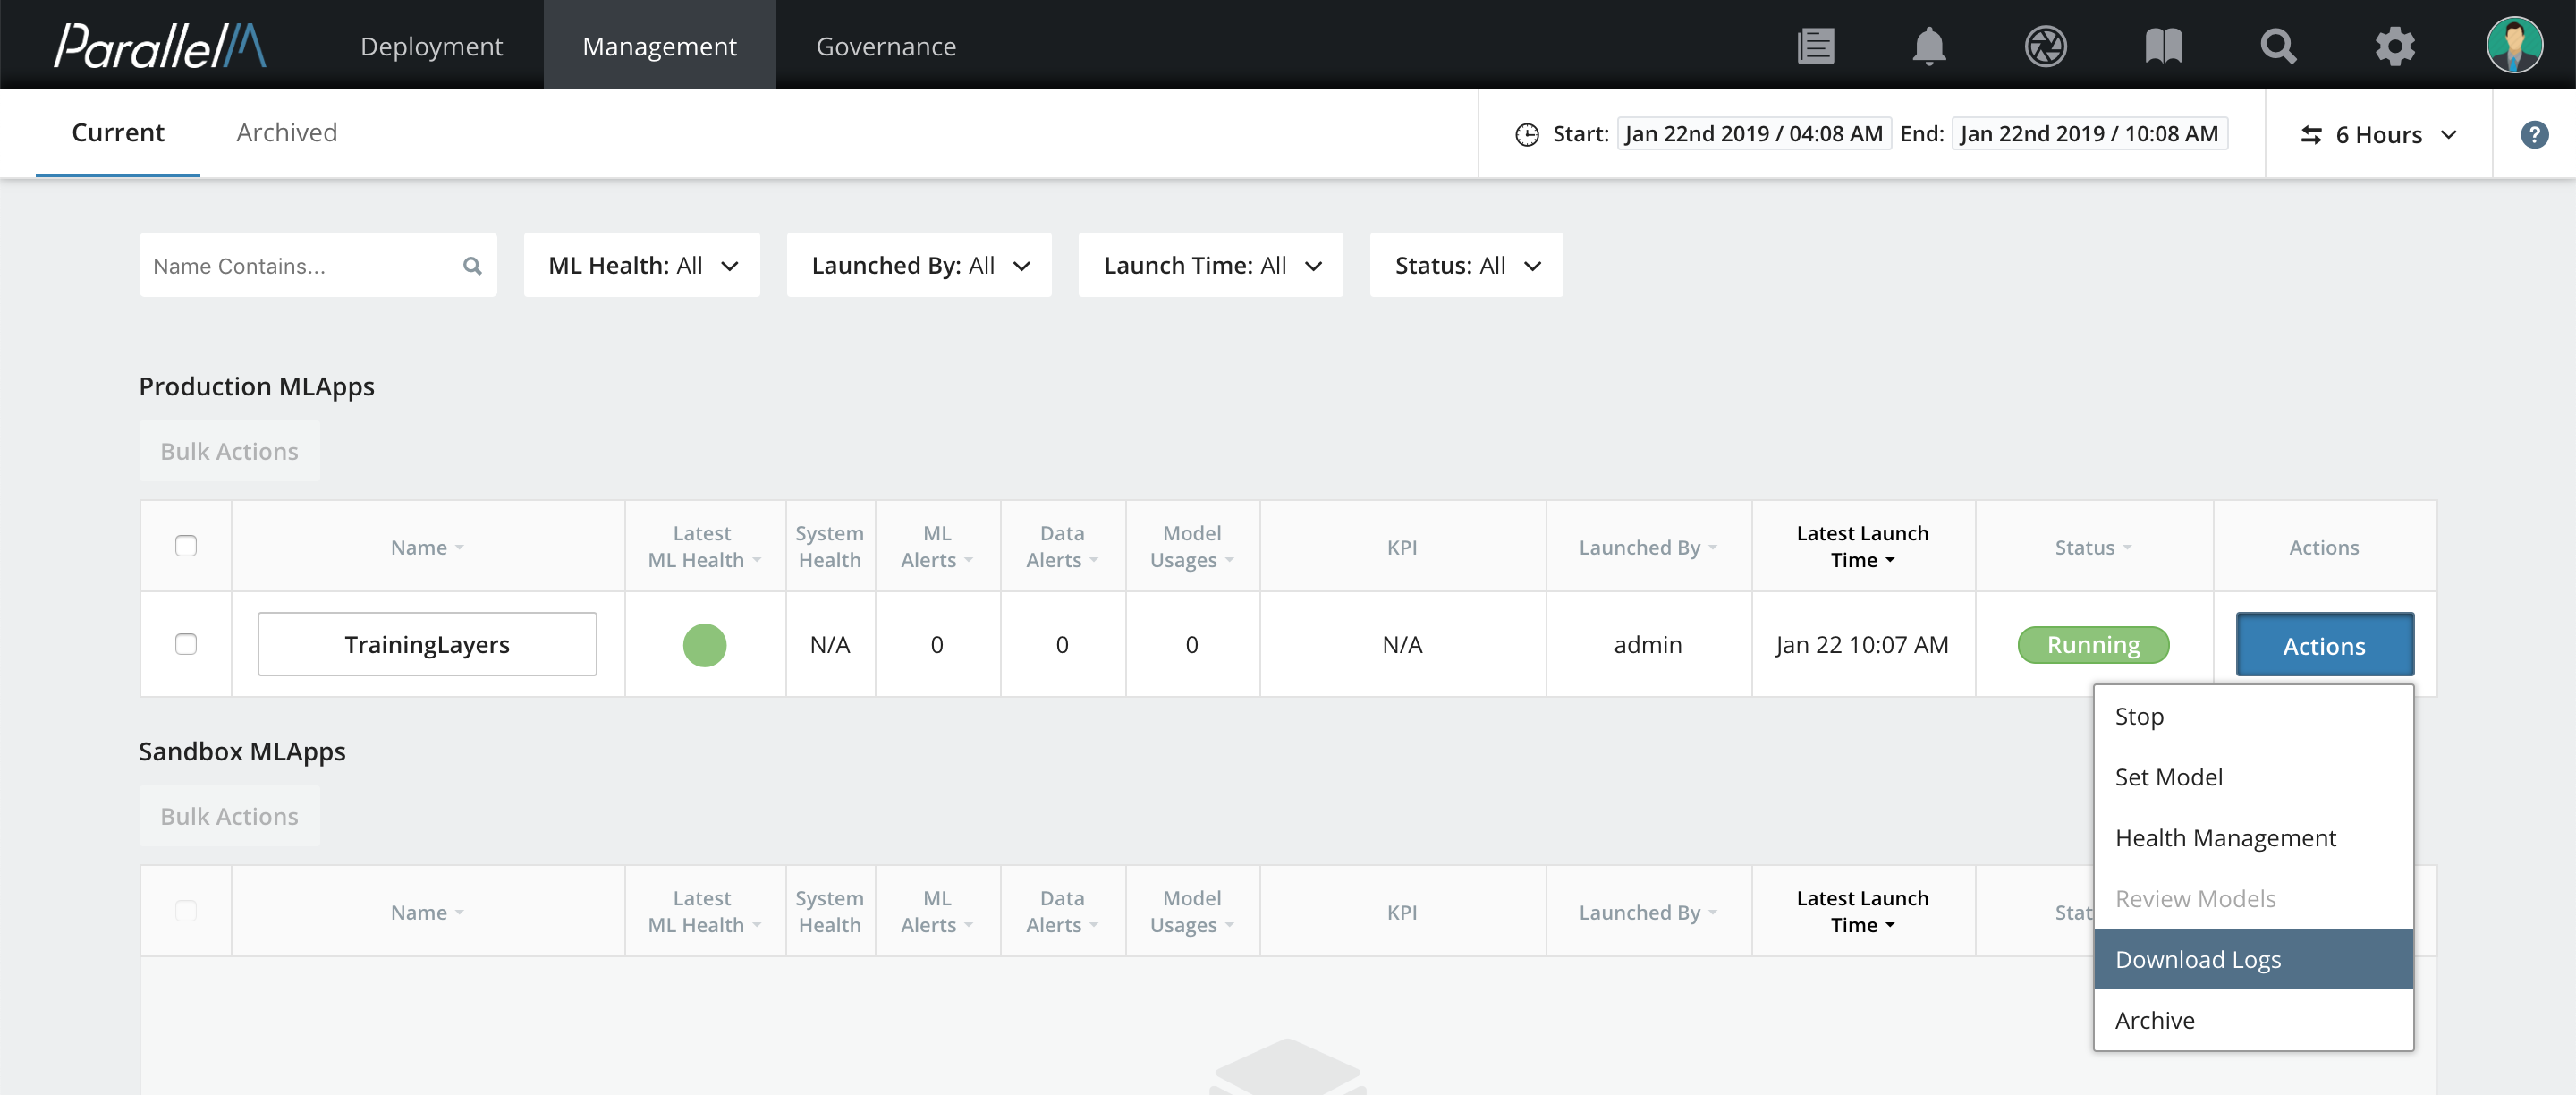 ParallelM
Deployment
Management
Governance
Current
Archived
Start: Jan 22nd 2019 / 04:08 AM End: Jan 22nd 2019 / 10:08 AM
6 Hours
?
Name Contains...
ML Health: All
Launched By: All
Launch Time: All
Status: All
Production MLApps
Bulk Actions
Name
Latest
ML Health
System
Health
ML
Alerts
Data
Alerts
Model
Usages
KPI
Launched By
Latest Launch
Time
Status
Actions
TrainingLayers
N/A
0
0
0
N/A
admin
Jan 22 10:07 AM
Running
Actions
Stop
Set Model
Health Management
Review Models
Download Logs
Archive
Sandbox MLApps
Bulk Actions
Name
Latest
ML Health
System
Health
ML
Alerts
Data
Alerts
Model
Usages
KPI
Launched By
Latest Launch
Time
Stat